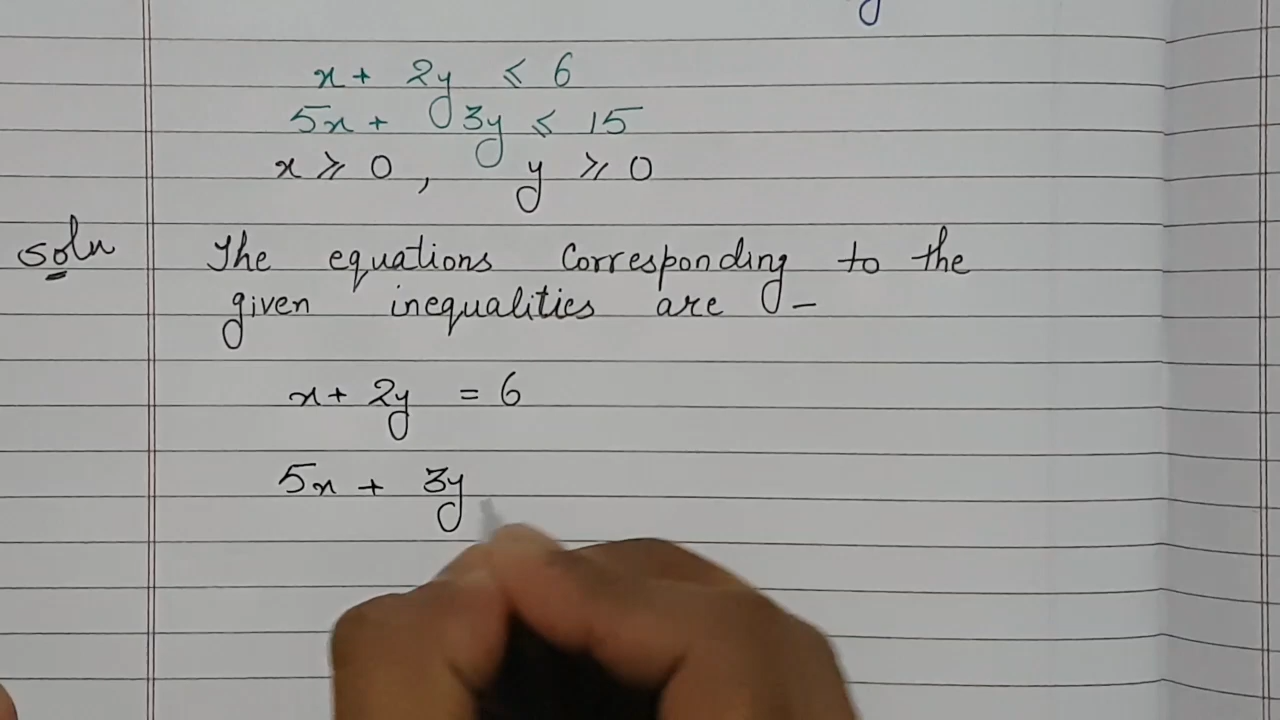 x + 2y ≤ 6
5x + 3y ≤ 15
x ≥ 0 , y ≥ 0
soln The equations corresponding to the
given inequalities are -
x + 2y = 6
5x + 3y